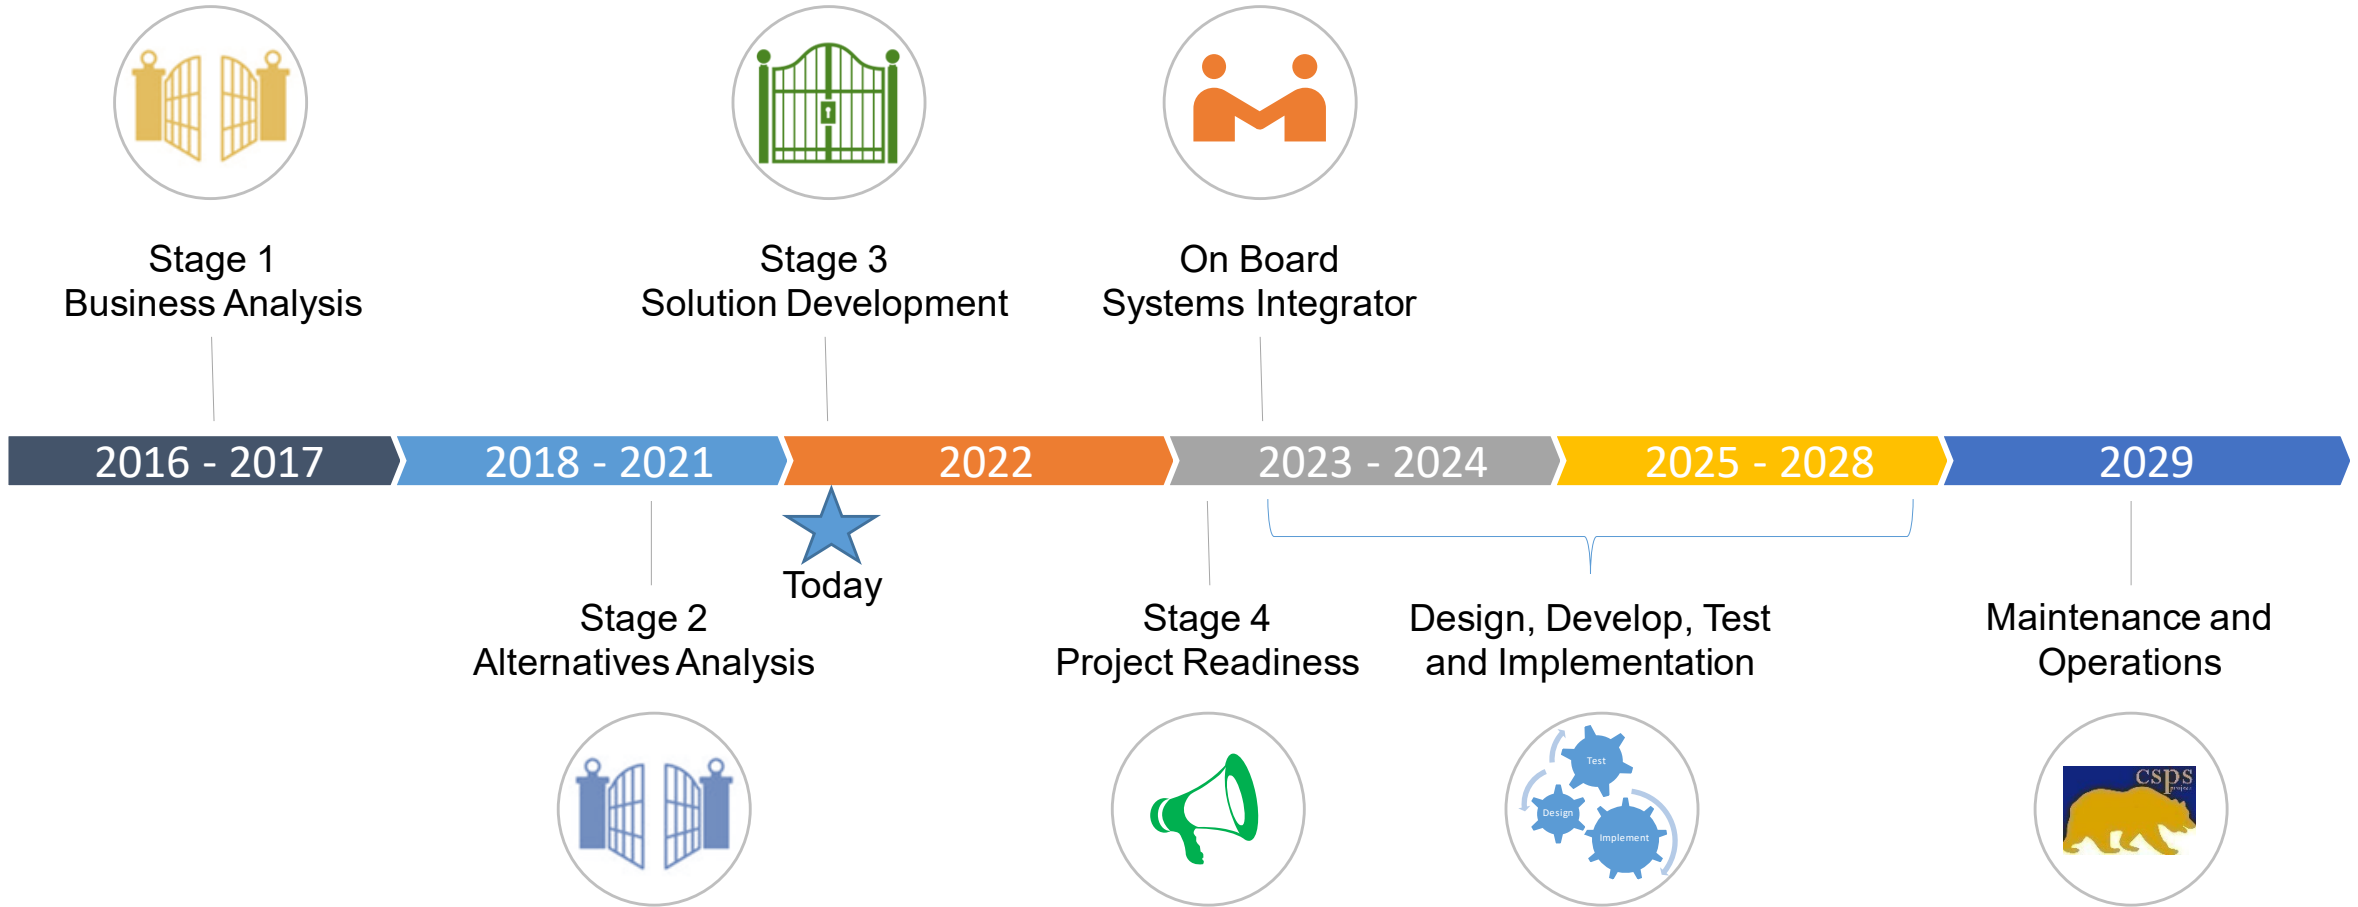 Stage 1
Business Analysis
Stage 3
Solution Development
On Board
Systems Integrator
2016 - 2017
2018 - 2021
2022
2023 - 2024
2025 - 2028
2029
Today
Stage 2
Alternatives Analysis
Stage 4
Project Readiness
Design, Develop, Test
and Implementation
Maintenance and
Operations
Test
Design
Implement
csps
project